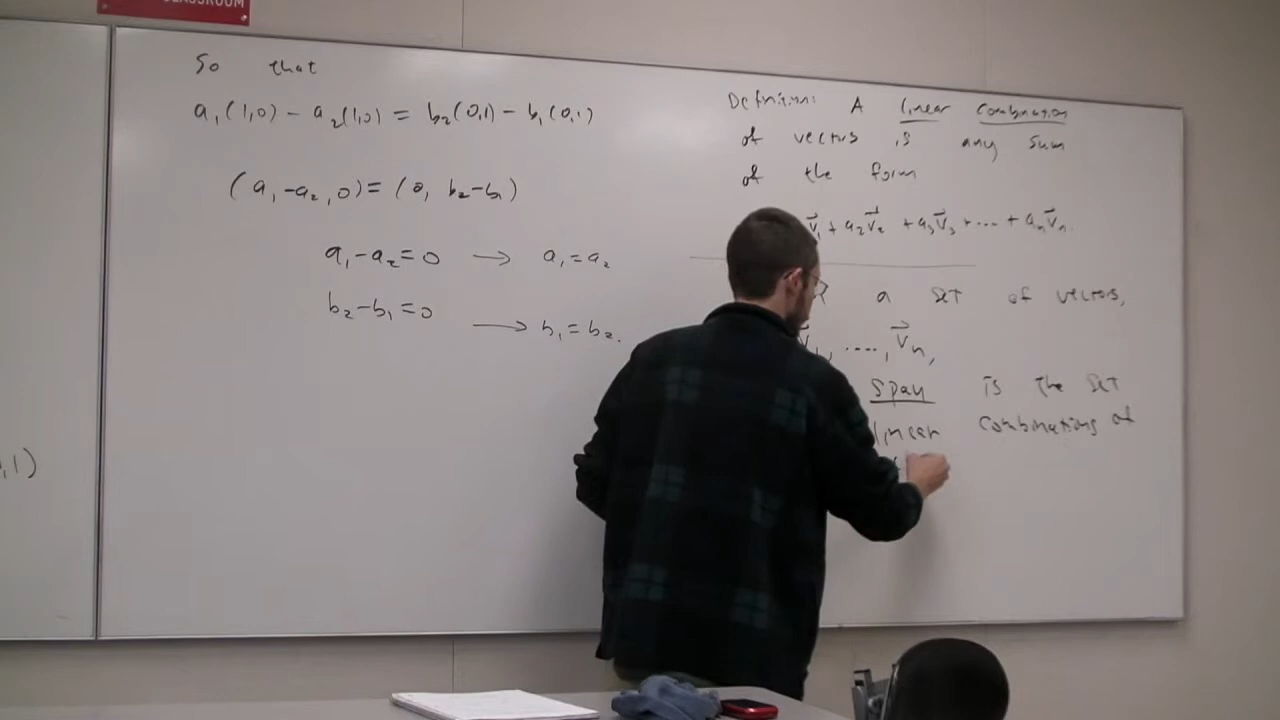 CLASSROOM
So that
a₁(1,0) - a₂(1,0) = b₂(0,1) - b₁(0,1)
(a₁-a₂,0) = (0, b₂-b₁)
a₁-a₂=0 → a₁=a₂
b₂-b₁=0
→ b₁=b₂.
,1)
Definition: A linear combination
of vectors is any sum
of the form
v⃗₁ + a₂v⃗₂ + a₃v⃗₃ + ... + aₙv⃗ₙ.
a set of vectors,
v⃗₁, ...., v⃗ₙ,
span is the set
linear combinations of